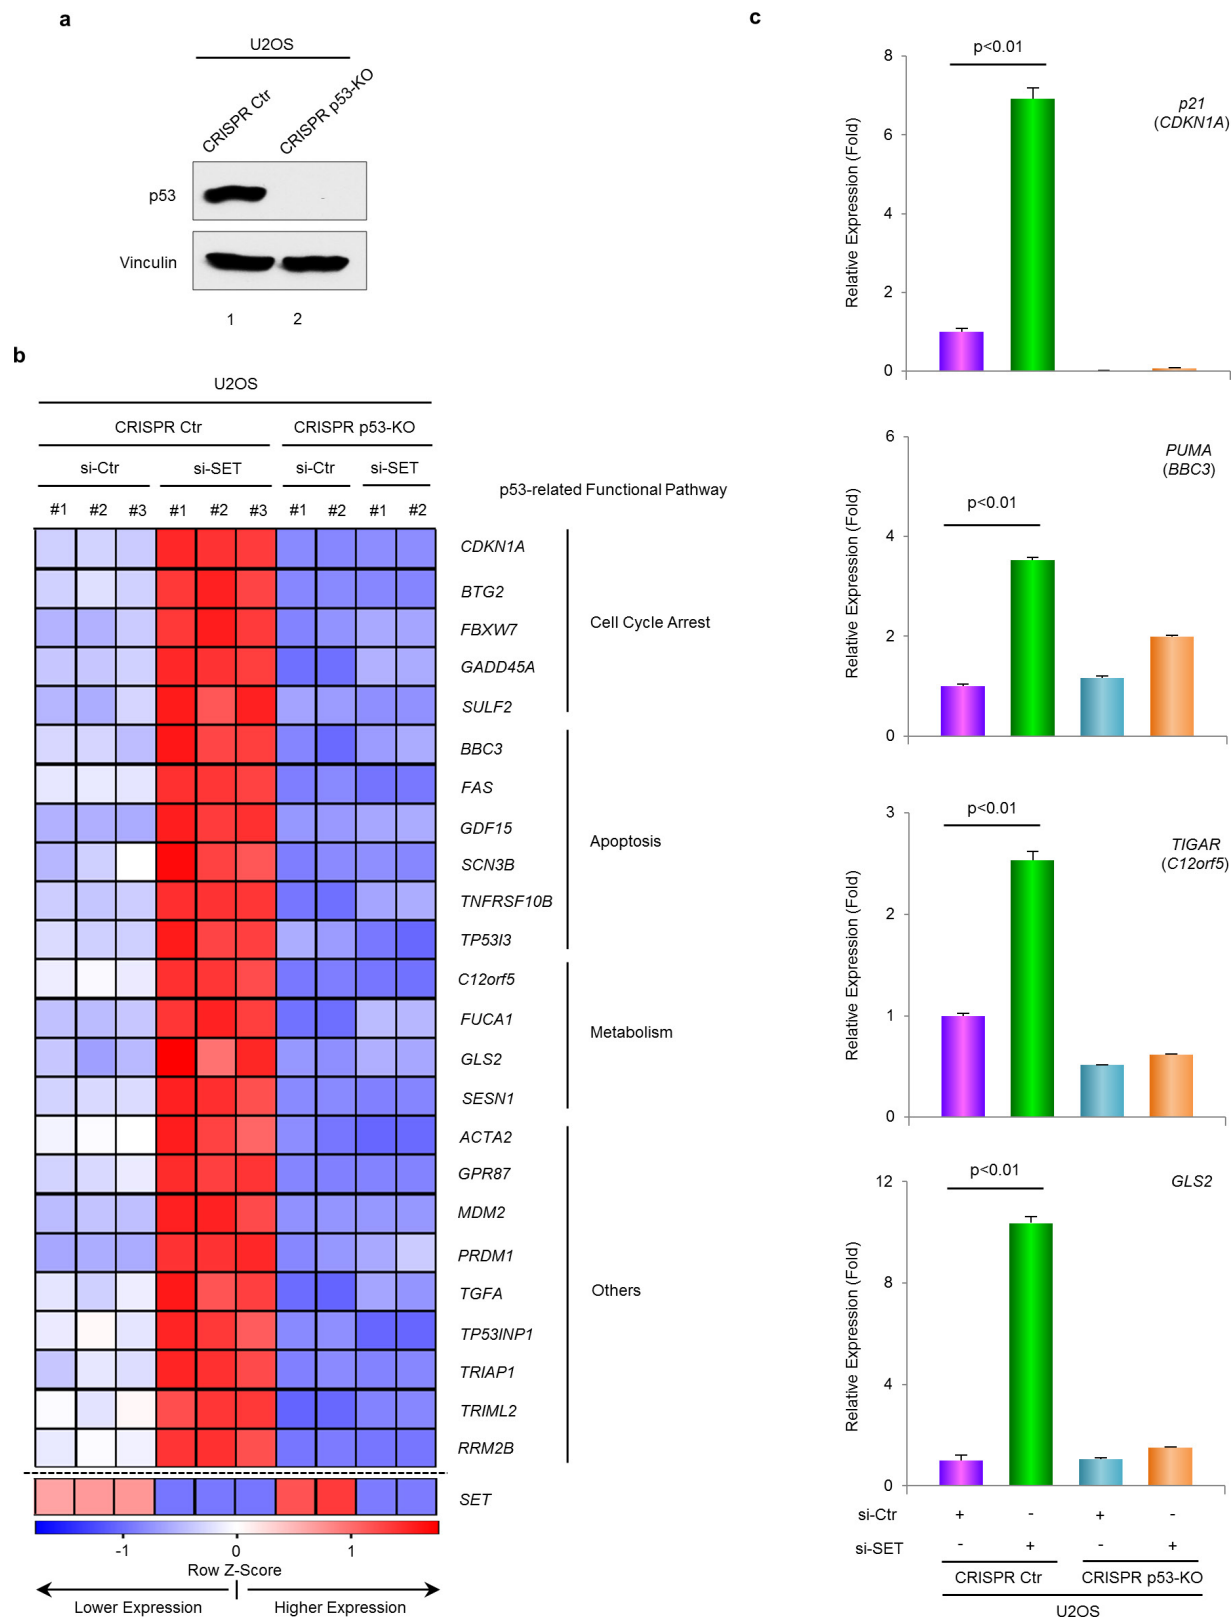 a
U2OS
CRISPR Ctr
CRISPR p53-KO
p53
Vinculin
1 2
b
U2OS
CRISPR Ctr CRISPR p53-KO
si-Ctr si-SET si-Ctr si-SET
#1 #2 #3 #1 #2 #3 #1 #2 #1 #2
p53-related Functional Pathway
CDKN1A
BTG2
FBXW7
GADD45A
SULF2
Cell Cycle Arrest
BBC3
FAS
GDF15
SCN3B
TNFRSF10B
TP53I3
Apoptosis
C12orf5
FUCA1
GLS2
SESN1
Metabolism
ACTA2
GPR87
MDM2
PRDM1
TGFA
TP53INP1
TRIAP1
TRIML2
RRM2B
Others
SET
-1 0 1
Row Z-Score
Lower Expression Higher Expression
c
Relative Expression (Fold)
8
6
4
2
0
p<0.01
p21
(CDKN1A)
Relative Expression (Fold)
6
4
2
0
p<0.01
PUMA
(BBC3)
Relative Expression (Fold)
3
2
1
0
p<0.01
TIGAR
(C12orf5)
Relative Expression (Fold)
12
8
4
0
p<0.01
GLS2
si-Ctr + - + -
si-SET - + - +
CRISPR Ctr CRISPR p53-KO
U2OS